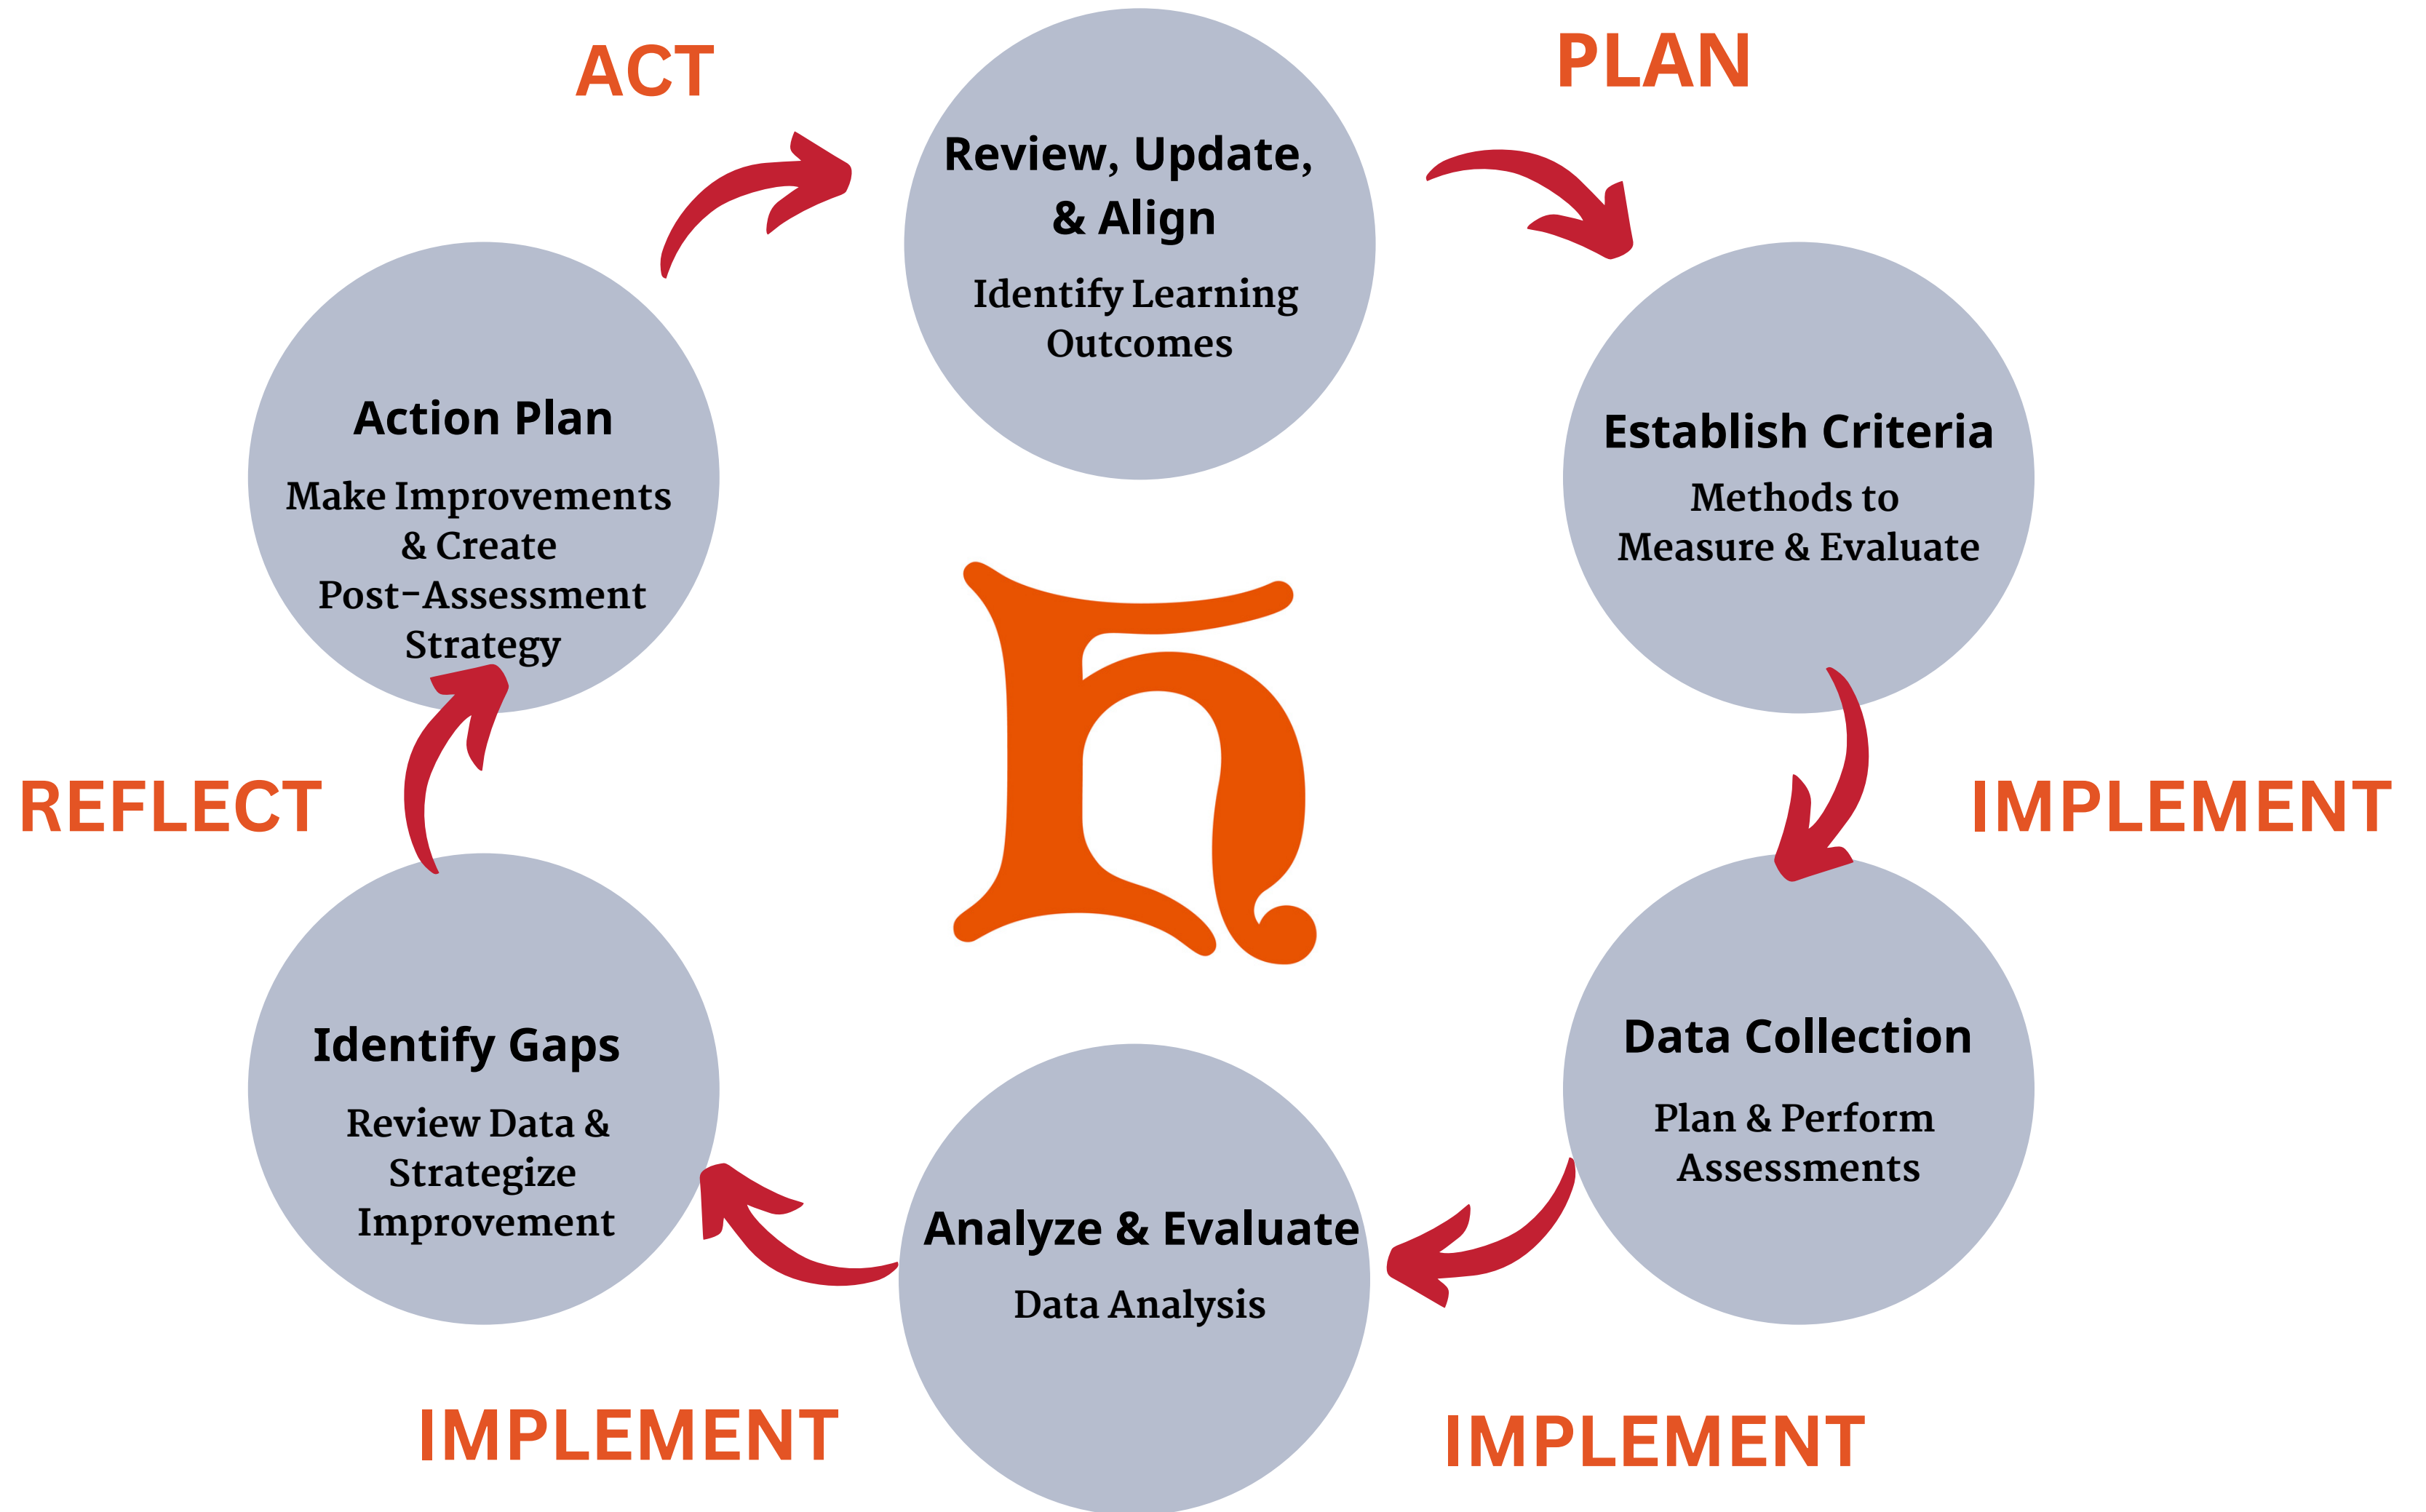 ACT
PLAN
Review, Update,
& Align
Identify Learning
Outcomes
Establish Criteria
Methods to
Measure & Evaluate
IMPLEMENT
Data Collection
Plan & Perform
Assessments
IMPLEMENT
Analyze & Evaluate
Data Analysis
IMPLEMENT
Identify Gaps
Review Data &
Strategize
Improvement
REFLECT
Action Plan
Make Improvements
& Create
Post-Assessment
Strategy